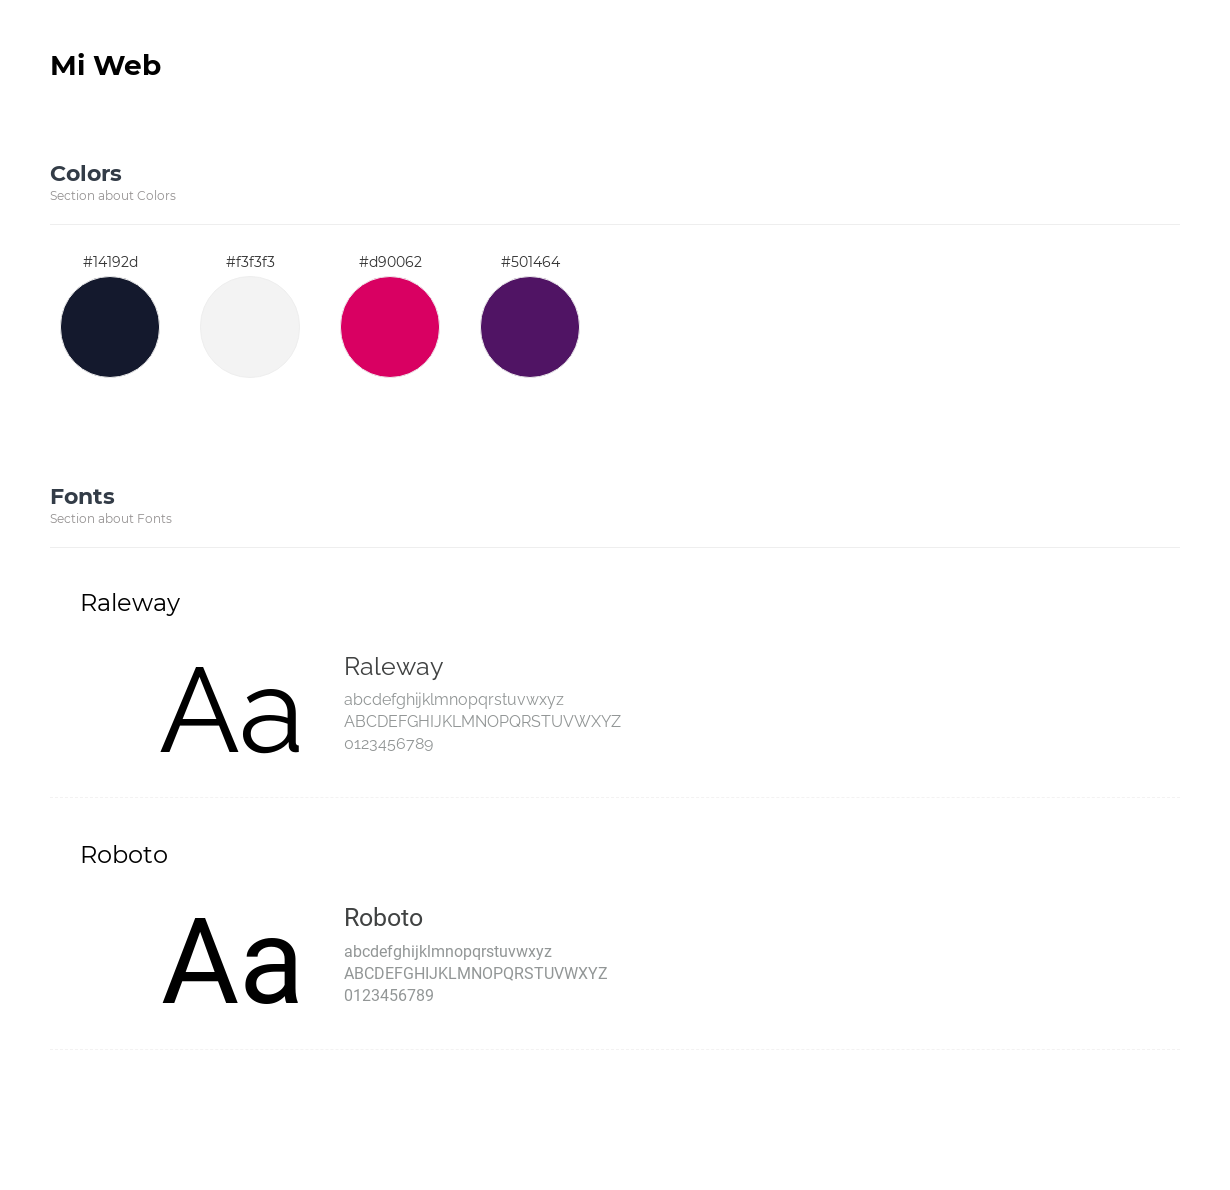 Mi Web
Colors
Section about Colors
#14192d #f3f3f3 #d90062 #501464
Fonts
Section about Fonts
Raleway
Aa
Raleway
abcdefghijklmnopqrstuvwxyz
ABCDEFGHIJKLMNOPQRSTUVWXYZ
0123456789
Roboto
Aa
Roboto
abcdefghijklmnopqrstuvwxyz
ABCDEFGHIJKLMNOPQRSTUVWXYZ
0123456789